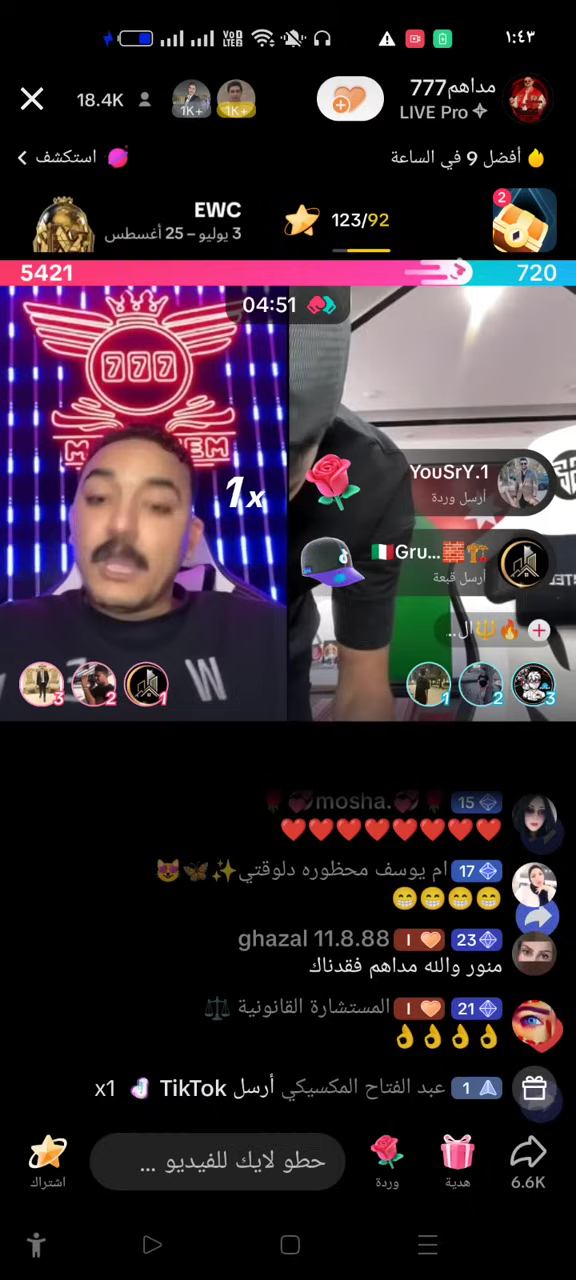 ١:٤٣
مداهم777
LIVE Pro
18.4K
1K+
1K+
أفضل 9 في الساعة
استكشف
2
123/92
EWC
3 يوليو – 25 أغسطس
5421
720
04:51
777
1x
YouSrY.1
أرسل وردة
Gru...
أرسل قبعة
ال...
W
3
2
1
1
2
3
15 mosha.
17 ام يوسف محظوره دلوقتي✨🦋😻
😁😁😁😁
23 I ghazal 11.8.88
منور والله مداهم فقدناك
21 I المستشارة القانونية ⚖️
👌👌👌👌
1 عبد الفتاح المكسيكي أرسل TikTok x1
حطو لايك للفيديو ...
اشتراك
وردة
هدية
6.6K